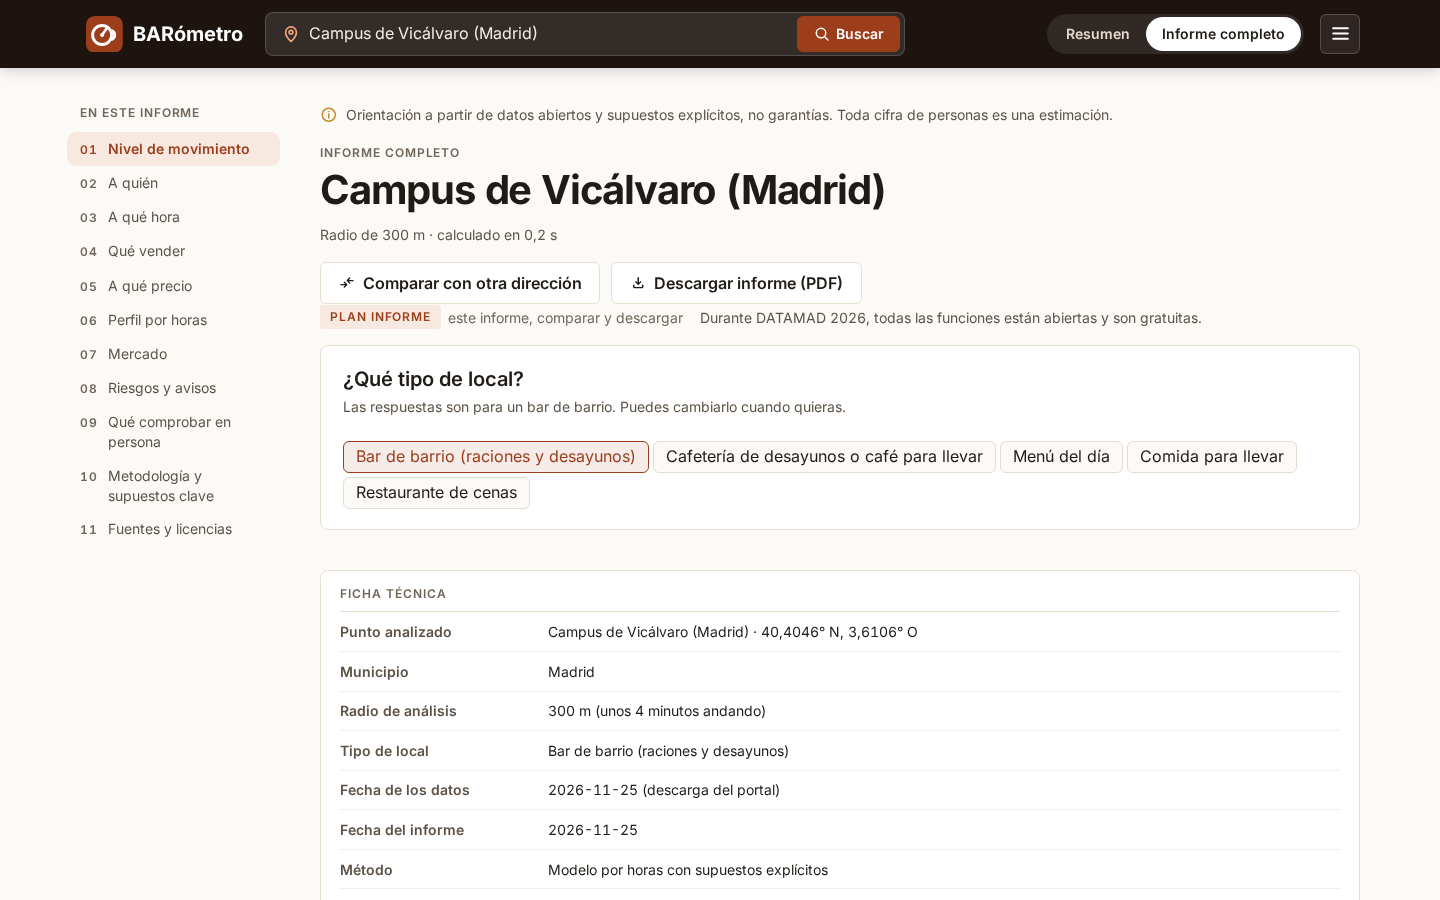 BARómetro
Campus de Vicálvaro (Madrid)
Buscar
Resumen
Informe completo
EN ESTE INFORME
01 Nivel de movimiento
02 A quién
03 A qué hora
04 Qué vender
05 A qué precio
06 Perfil por horas
07 Mercado
08 Riesgos y avisos
09 Qué comprobar en
persona
10 Metodología y
supuestos clave
11 Fuentes y licencias
Orientación a partir de datos abiertos y supuestos explícitos, no garantías. Toda cifra de personas es una estimación.
INFORME COMPLETO
Campus de Vicálvaro (Madrid)
Radio de 300 m · calculado en 0,2 s
Comparar con otra dirección
Descargar informe (PDF)
PLAN INFORME este informe, comparar y descargar Durante DATAMAD 2026, todas las funciones están abiertas y son gratuitas.
¿Qué tipo de local?
Las respuestas son para un bar de barrio. Puedes cambiarlo cuando quieras.
Bar de barrio (raciones y desayunos)
Cafetería de desayunos o café para llevar
Menú del día
Comida para llevar
Restaurante de cenas
FICHA TÉCNICA
Punto analizado Campus de Vicálvaro (Madrid) · 40,4046° N, 3,6106° O
Municipio Madrid
Radio de análisis 300 m (unos 4 minutos andando)
Tipo de local Bar de barrio (raciones y desayunos)
Fecha de los datos 2026-11-25 (descarga del portal)
Fecha del informe 2026-11-25
Método Modelo por horas con supuestos explícitos